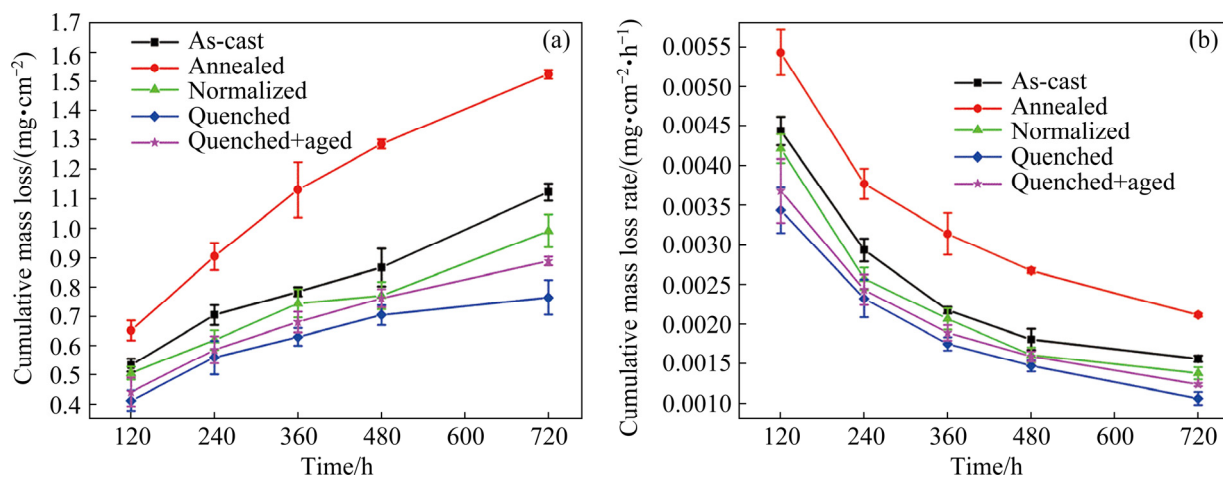 (a)
Cumulative mass loss/(mg•cm⁻²)
1.7
1.6
1.5
1.4
1.3
1.2
1.1
1.0
0.9
0.8
0.7
0.6
0.5
0.4
As-cast
Annealed
Normalized
Quenched
Quenched+aged
120 240 360 480 600 720
Time/h
(b)
Cumulative mass loss rate/(mg•cm⁻²•h⁻¹)
0.0055
0.0050
0.0045
0.0040
0.0035
0.0030
0.0025
0.0020
0.0015
0.0010
As-cast
Annealed
Normalized
Quenched
Quenched+aged
120 240 360 480 600 720
Time/h